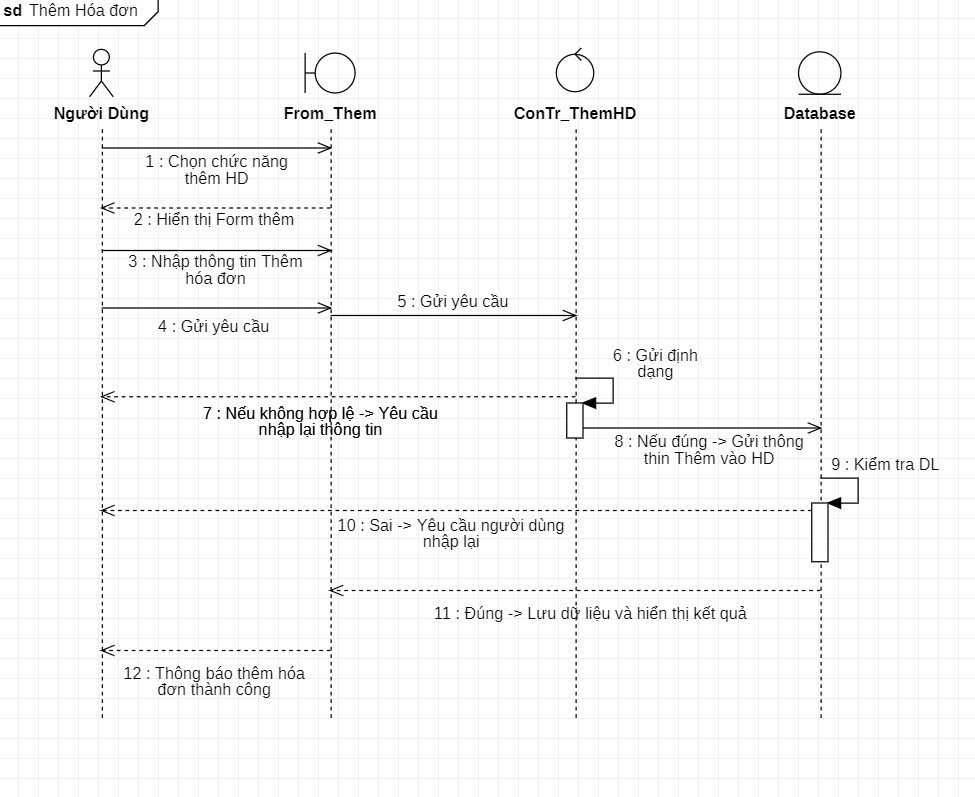 sd Thêm Hóa đơn
Người Dùng
From_Them
ConTr_ThemHD
Database
1 : Chọn chức năng
thêm HD
2 : Hiển thị Form thêm
3 : Nhập thông tin Thêm
hóa đơn
4 : Gửi yêu cầu
5 : Gửi yêu cầu
6 : Gửi định
dạng
7 : Nếu không hợp lệ -> Yêu cầu
nhập lại thông tin
8 : Nếu đúng -> Gửi thông
thin Thêm vào HD
9 : Kiểm tra DL
10 : Sai -> Yêu cầu người dùng
nhập lại
11 : Đúng -> Lưu dữ liệu và hiển thị kết quả
12 : Thông báo thêm hóa
đơn thành công